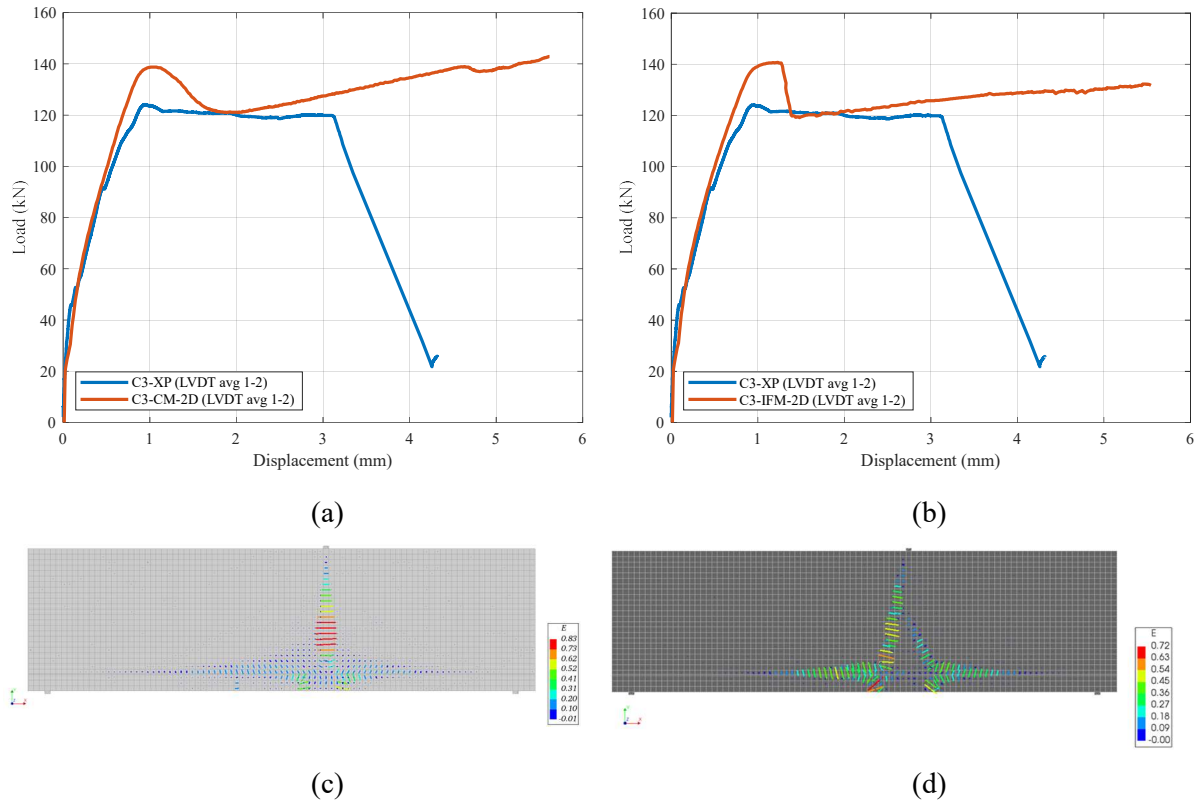 160
140
120
100
80
60
40
20
0
Load (kN)
C3-XP (LVDT avg 1-2)
C3-CM-2D (LVDT avg 1-2)
0 1 2 3 4 5 6
Displacement (mm)
(a)
160
140
120
100
80
60
40
20
0
Load (kN)
C3-XP (LVDT avg 1-2)
C3-IFM-2D (LVDT avg 1-2)
0 1 2 3 4 5 6
Displacement (mm)
(b)
E
0.83
0.73
0.62
0.52
0.41
0.31
0.20
0.10
-0.01
(c)
E
0.72
0.63
0.54
0.45
0.36
0.27
0.18
0.09
-0.00
(d)